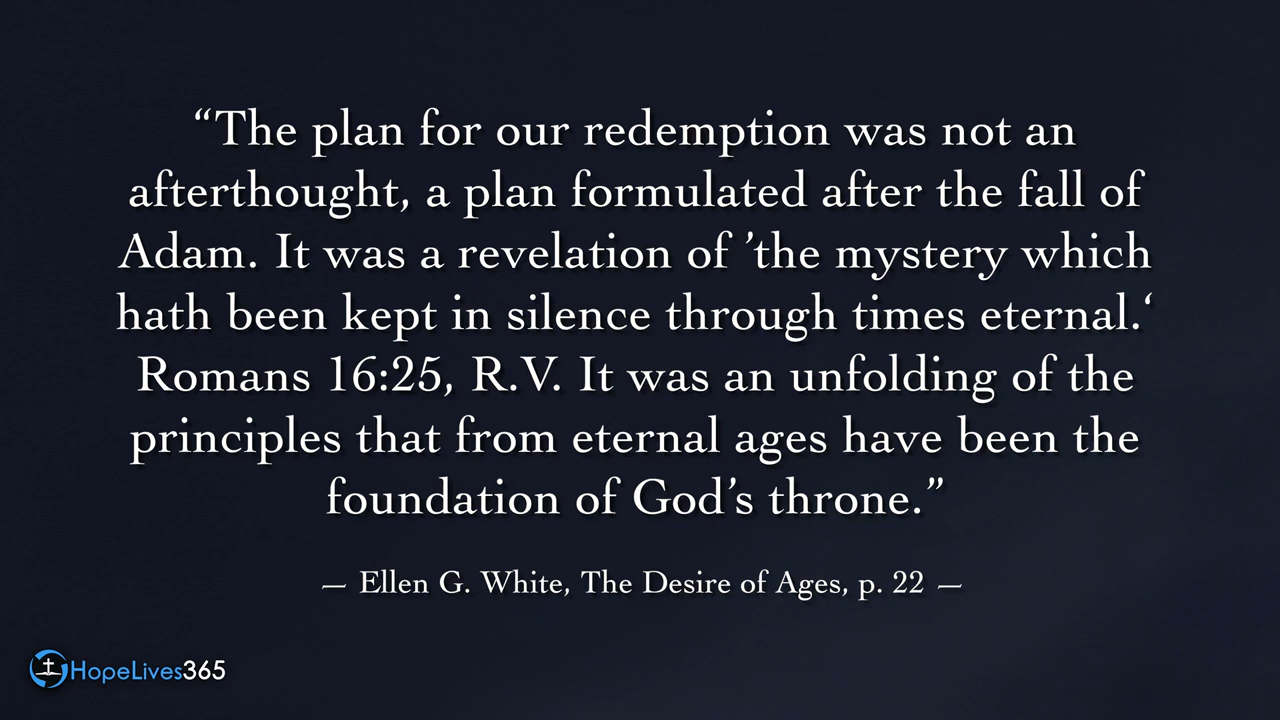 “The plan for our redemption was not an
afterthought, a plan formulated after the fall of
Adam. It was a revelation of ’the mystery which
hath been kept in silence through times eternal.‘
Romans 16:25, R.V. It was an unfolding of the
principles that from eternal ages have been the
foundation of God’s throne.”
— Ellen G. White, The Desire of Ages, p. 22 —
HopeLives365